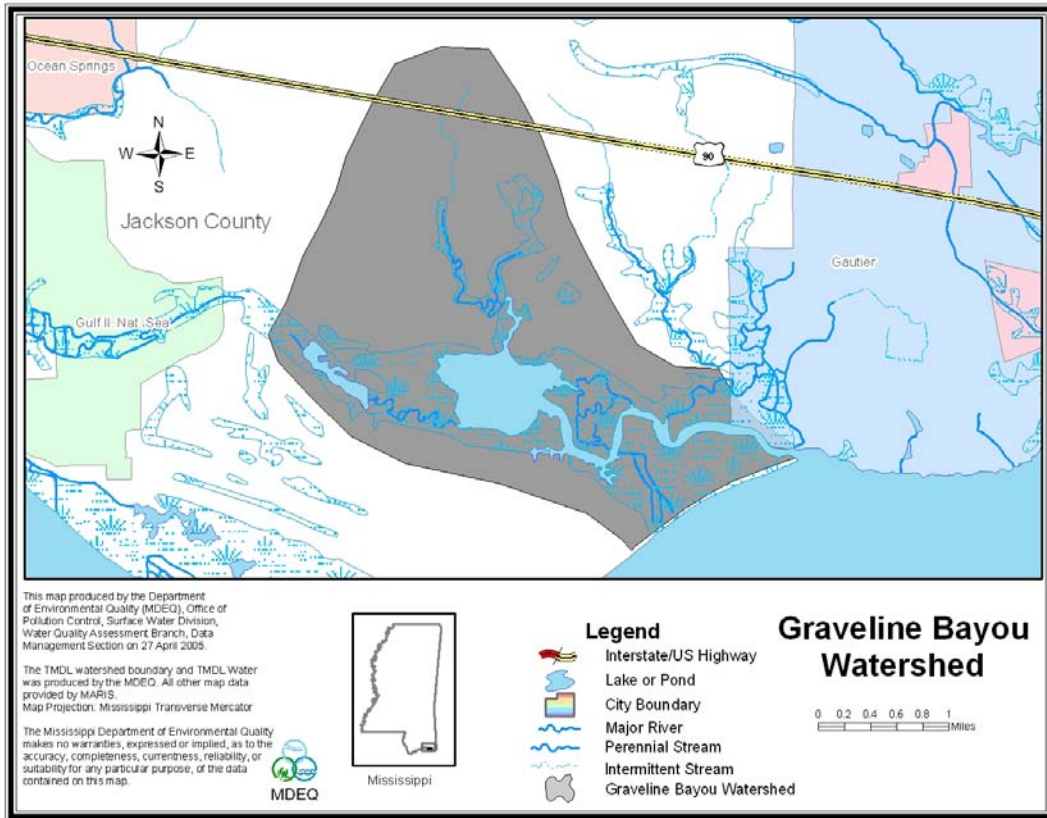 Ocean Springs
N
W E
S
90
Jackson County
Gautier
Gulf Il. Nat. Sea
This map produced by the Department
of Environmental Quality (MDEQ), Office of
Pollution Control, Surface Water Division,
Water Quality Assessment Branch, Data
Management Section on 27 April 2005.
The TMDL watershed boundary and TMDL Water
was produced by the MDEQ. All other map data
provided by MARIS.
Map Projection: Mississippi Transverse Mercator
The Mississippi Department of Environmental Quality
makes no warranties, expressed or implied, as to the
accuracy, completeness, currentness, reliability, or
suitability for any particular purpose, of the data
contained on this map.
MDEQ
Mississippi
Legend
Interstate/US Highway
Lake or Pond
City Boundary
Major River
Perennial Stream
Intermittent Stream
Graveline Bayou Watershed
Graveline Bayou
Watershed
0 0.2 0.4 0.6 0.8 1
Miles